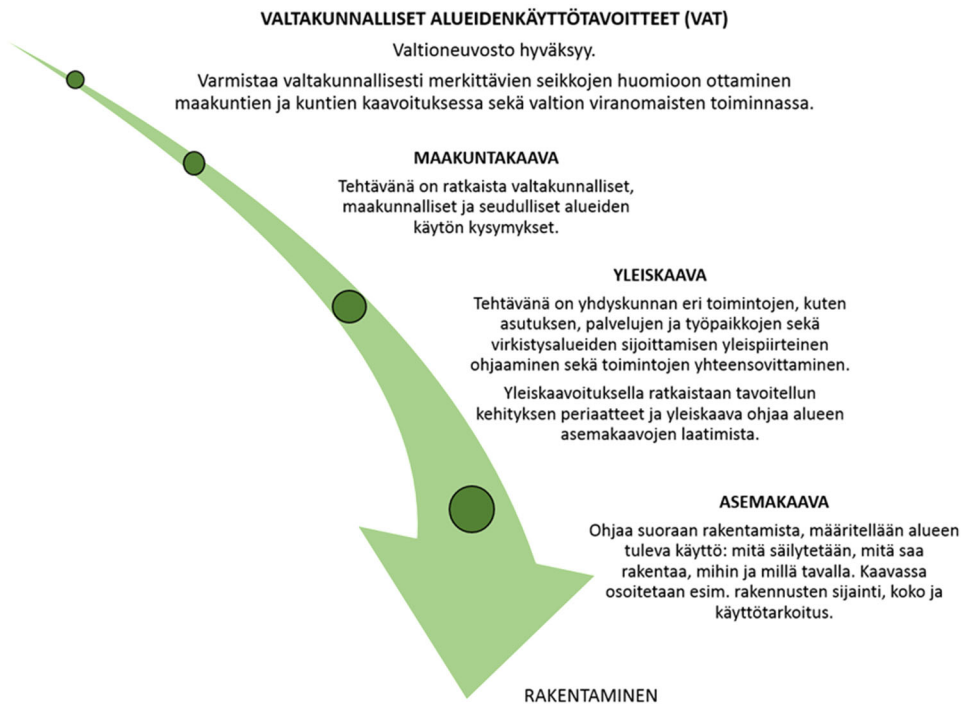 VALTAKUNNALLISET ALUEIDENKÄYTTÖTAVOITTEET (VAT)
Valtioneuvosto hyväksyy.
Varmistaa valtakunnallisesti merkittävien seikkojen huomioon ottaminen
maakuntien ja kuntien kaavoituksessa sekä valtion viranomaisten toiminnassa.
MAAKUNTAKAAVA
Tehtävänä on ratkaista valtakunnalliset,
maakunnalliset ja seudulliset alueiden
käytön kysymykset.
YLEISKAAVA
Tehtävänä on yhdyskunnan eri toimintojen, kuten
asutuksen, palvelujen ja työpaikkojen sekä
virkistysalueiden sijoittamisen yleispiirteinen
ohjaaminen sekä toimintojen yhteensovittaminen.
Yleiskaavoituksella ratkaistaan tavoitellun
kehityksen periaatteet ja yleiskaava ohjaa alueen
asemakaavojen laatimista.
ASEMAKAAVA
Ohjaa suoraan rakentamista, määritellään alueen
tuleva käyttö: mitä säilytetään, mitä saa
rakentaa, mihin ja millä tavalla. Kaavassa
osoitetaan esim. rakennusten sijainti, koko ja
käyttötarkoitus.
RAKENTAMINEN